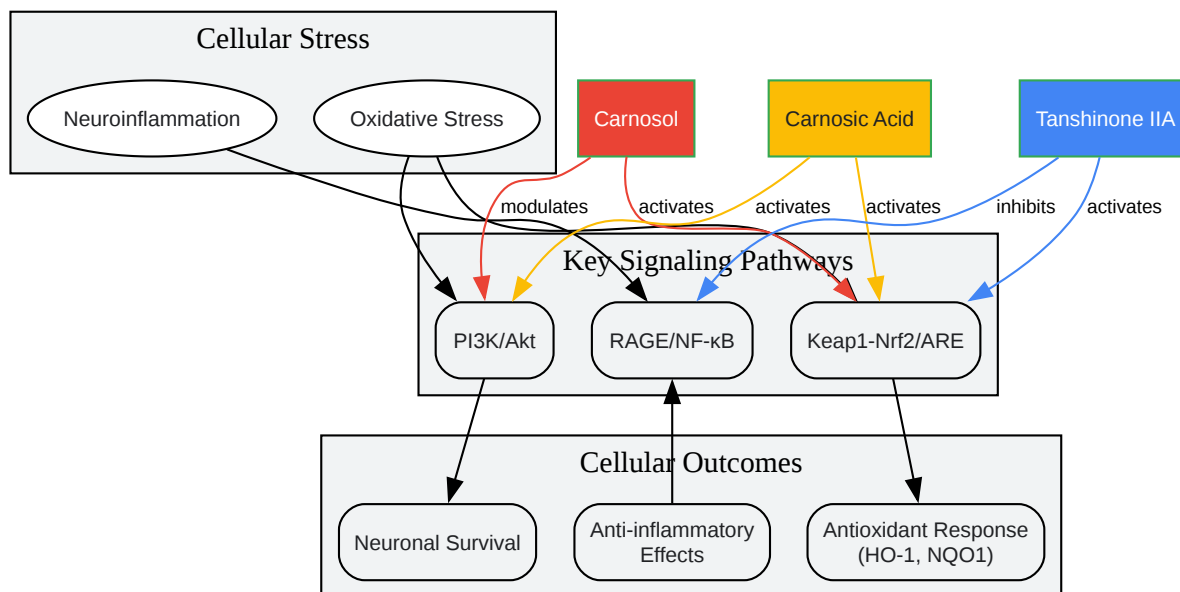 Cellular Stress
Neuroinflammation
Oxidative Stress
Carnosol
Carnosic Acid
Tanshinone IIA
modulates
activates
activates
activates
inhibits
activates
Key Signaling Pathways
PI3K/Akt
RAGE/NF-κB
Keap1-Nrf2/ARE
Cellular Outcomes
Neuronal Survival
Anti-inflammatory
Effects
Antioxidant Response
(HO-1, NQO1)